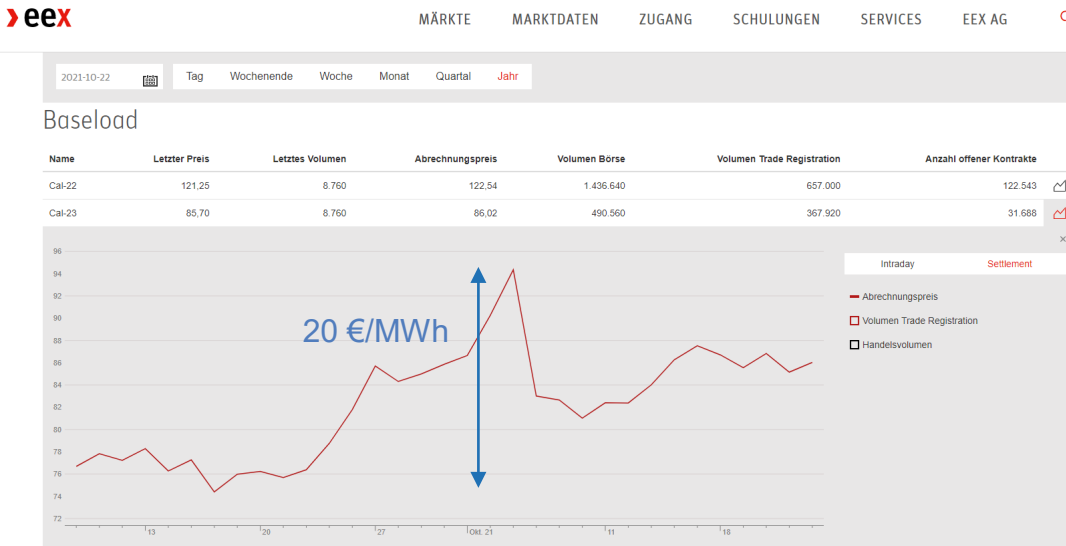 eex MÄRKTE MARKTDATEN ZUGANG SCHULUNGEN SERVICES EEX AG
2021-10-22 Tag Wochenende Woche Monat Quartal Jahr
Baseload
Name Letzter Preis Letztes Volumen Abrechnungspreis Volumen Börse Volumen Trade Registration Anzahl offener Kontrakte
Cal-22 121,25 8.760 122,54 1.436.640 657.000 122.543
Cal-23 85,70 8.760 86,02 490.560 367.920 31.688
Intraday Settlement
Abrechnungspreis
Volumen Trade Registration
Handelsvolumen
20 €/MWh
96
94
92
90
88
86
84
82
80
78
76
74
72
13 20 27 Okt. 21 11 18